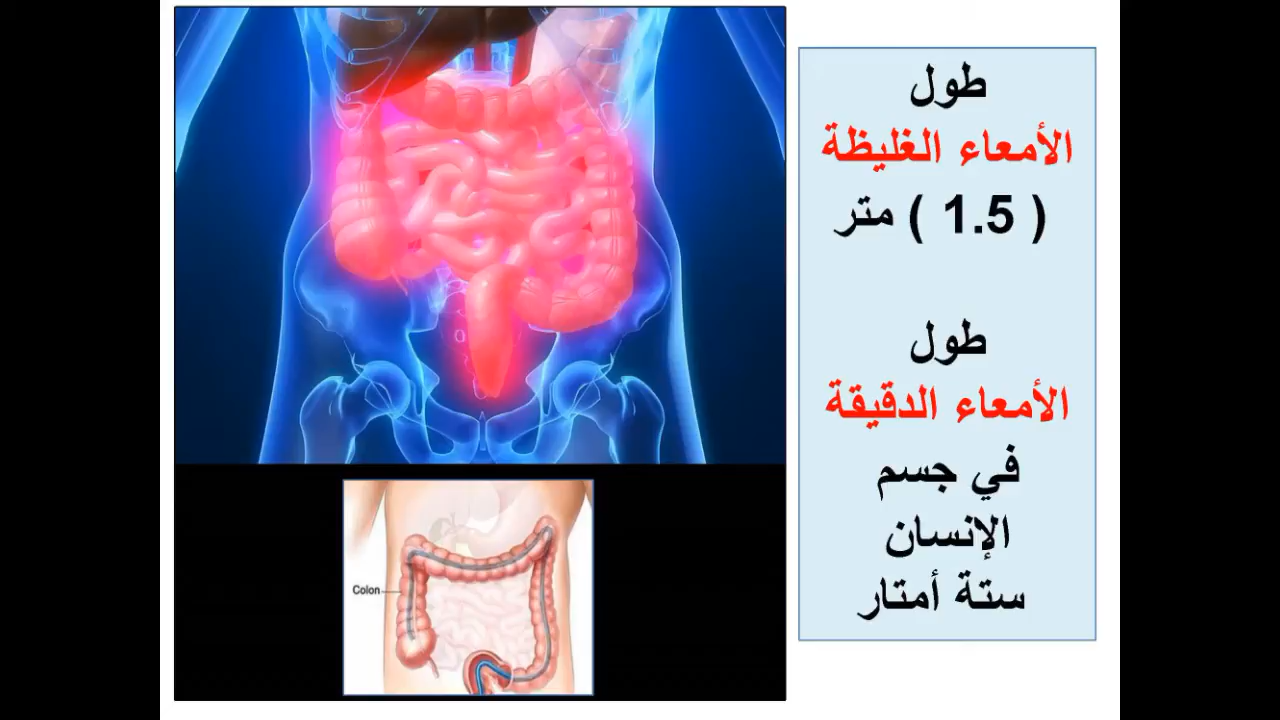 طول
الأمعاء الغليظة
( 1.5 ) متر
طول
الأمعاء الدقيقة
في جسم
الإنسان
ستة أمتار
Colon